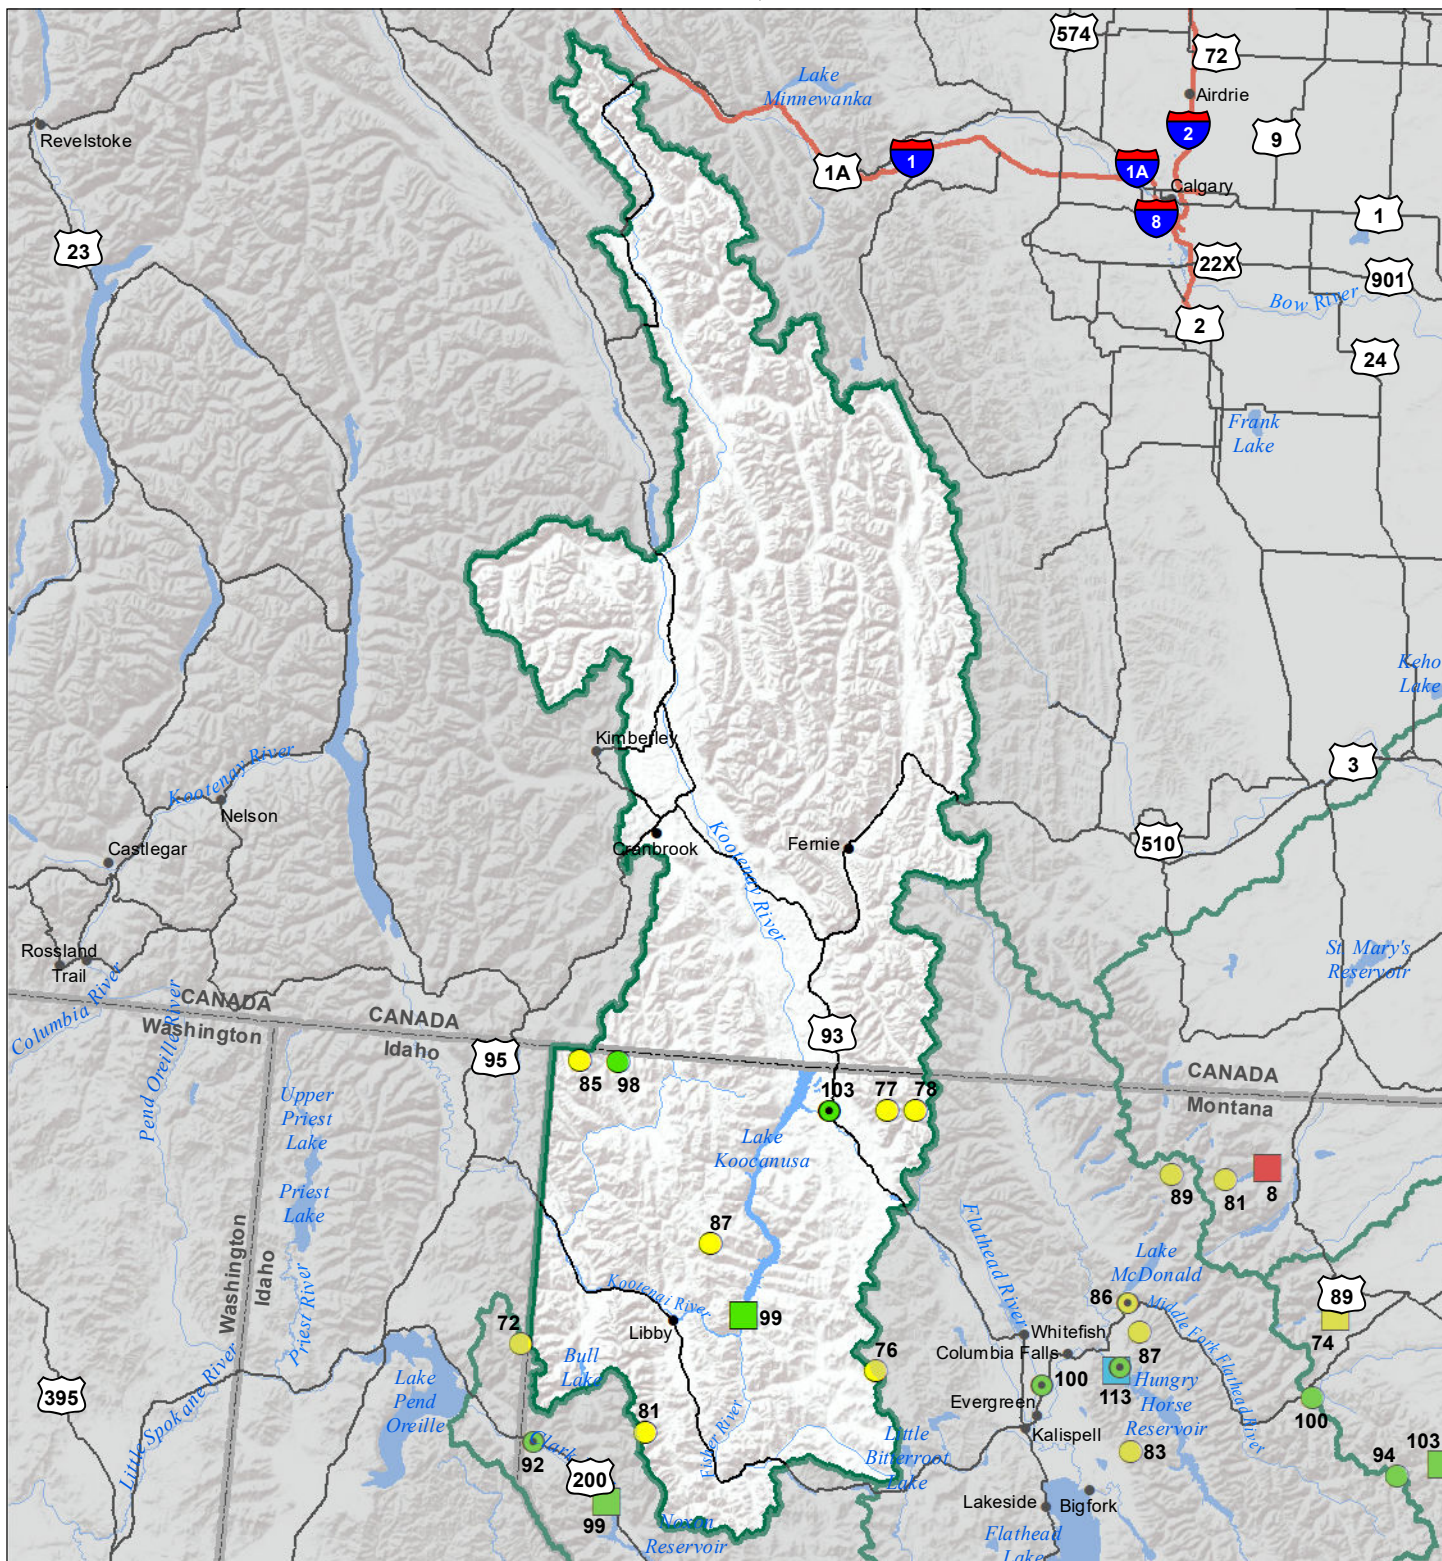 574
72
Lake
Minnewanka
Airdrie
Revelstoke
2
9
1
1A
1A
Calgary
8
1
23
22X
901
Bow River
2
24
Frank
Lake
Keho
Lake
Kimberley
Kootenay River
3
Nelson
Castlegar
Cranbrook
Kootenay River
Fernie
510
Rossland
Trail
St. Mary's
Reservoir
Columbia River
CANADA
Washington
CANADA
Idaho
Pend Oreille River
95
93
85
98
103
77
78
CANADA
Montana
Upper
Priest
Lake
Lake
Koocanusa
Priest
Lake
89
81
8
Washington
Idaho
Priest River
87
Flathead River
Lake
McDonald
Kootenai River
86
Middle Fork Flathead River
89
72
Libby
99
Whitefish
74
Bull
Lake
Columbia Falls
87
76
100
113
Hungry
Horse
Reservoir
395
Lake
Pend
Oreille
Little Spokane River
Evergreen
100
81
Fisher River
Kalispell
Clark
92
Little
Bitterroot
Lake
83
94
103
200
99
Noxon
Reservoir
Lakeside
Bigfork
Flathead
Lake